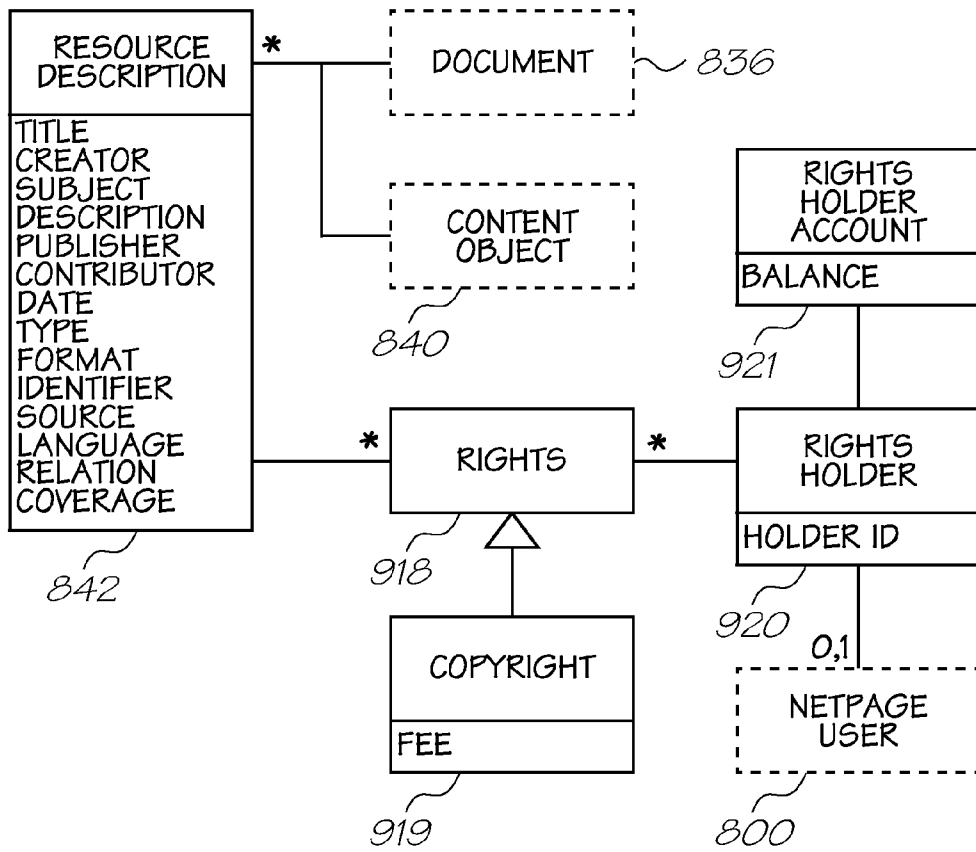 RESOURCE
DESCRIPTION
TITLE
CREATOR
SUBJECT
DESCRIPTION
PUBLISHER
CONTRIBUTOR
DATE
TYPE
FORMAT
IDENTIFIER
SOURCE
LANGUAGE
RELATION
COVERAGE
842
*
DOCUMENT
836
CONTENT
OBJECT
840
*
RIGHTS
918
*
COPYRIGHT
FEE
919
RIGHTS
HOLDER
ACCOUNT
BALANCE
921
RIGHTS
HOLDER
HOLDER ID
920
0,1
NETPAGE
USER
800